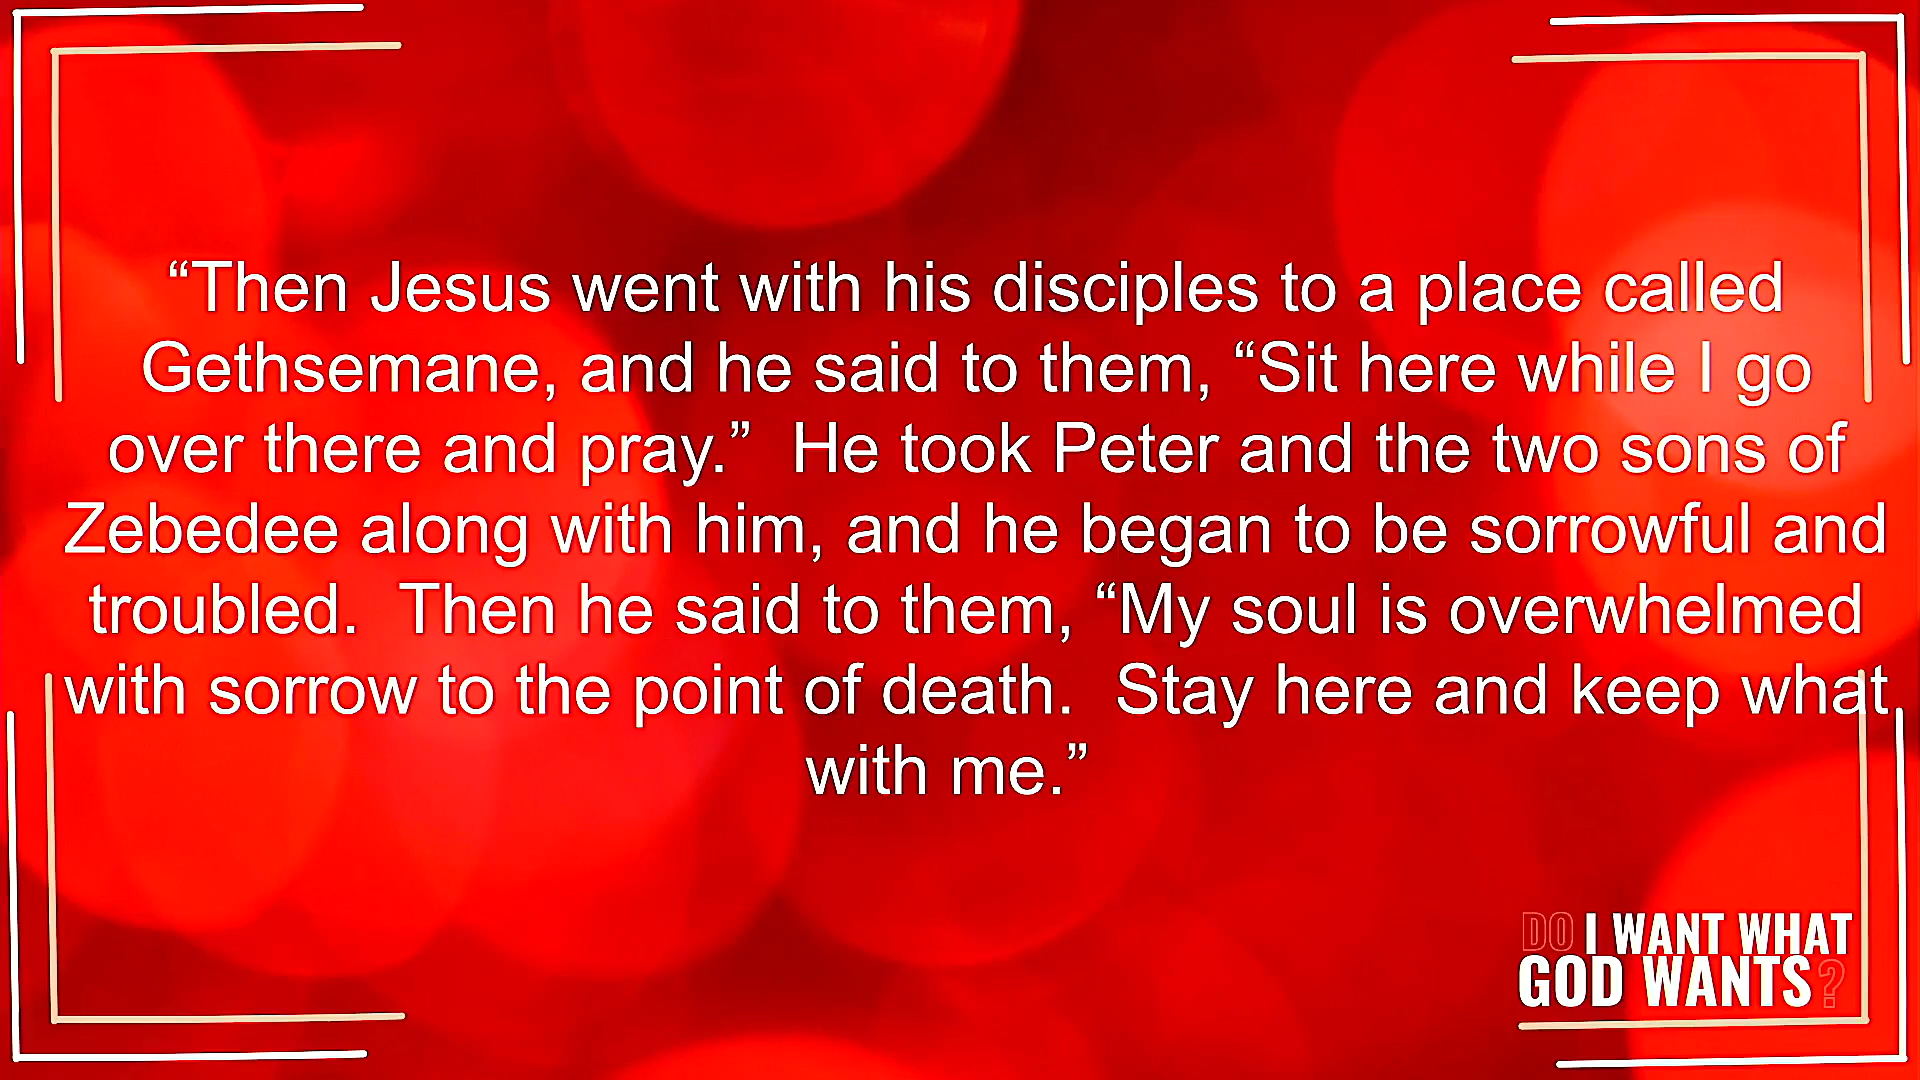 “Then Jesus went with his disciples to a place called
Gethsemane, and he said to them, “Sit here while I go
over there and pray.”  He took Peter and the two sons of
Zebedee along with him, and he began to be sorrowful and
troubled.  Then he said to them, “My soul is overwhelmed
with sorrow to the point of death.  Stay here and keep what
with me.”
DO I WANT WHAT
GOD WANTS?